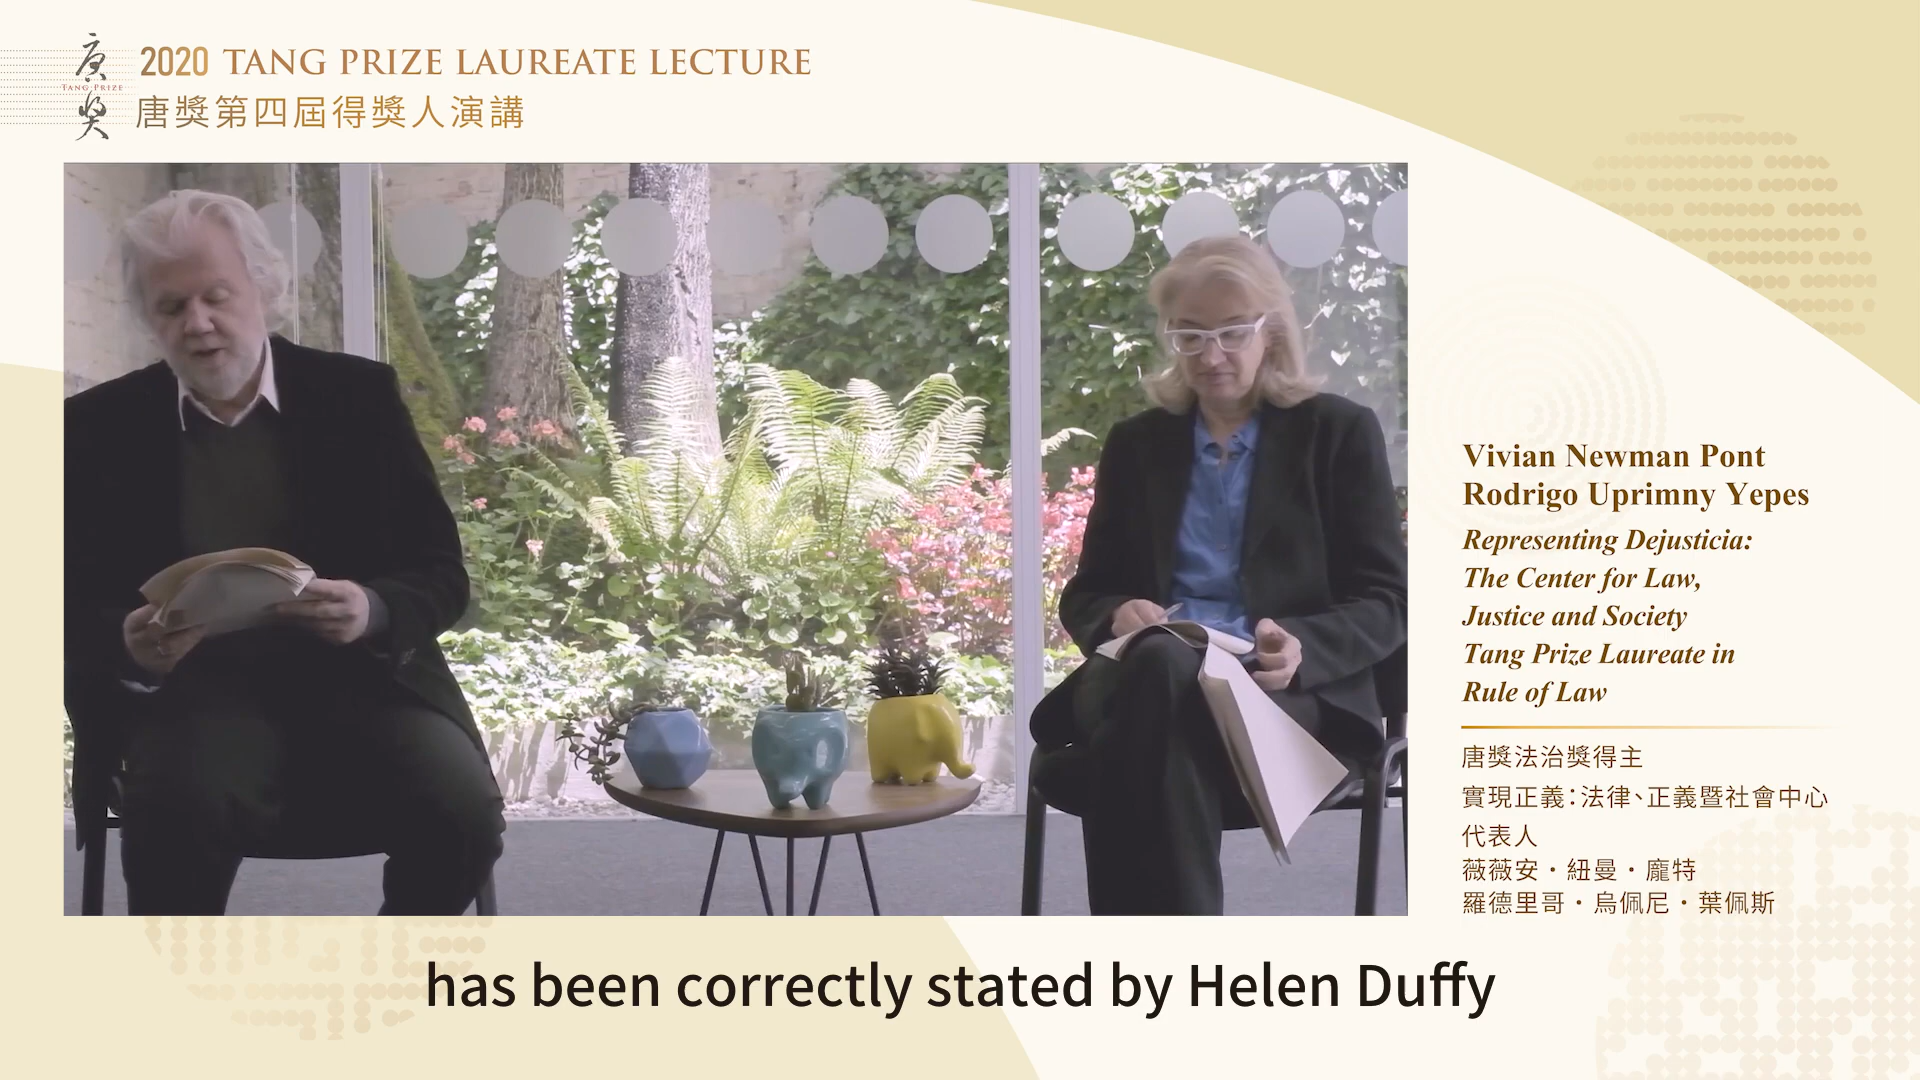 唐
TANG PRIZE
獎
2020 TANG PRIZE LAUREATE LECTURE
唐獎第四屆得獎人演講
Vivian Newman Pont
Rodrigo Uprimny Yepes
Representing Dejusticia:
The Center for Law,
Justice and Society
Tang Prize Laureate in
Rule of Law
唐獎法治獎得主
實現正義：法律、正義暨社會中心
代表人
薇薇安・紐曼・龐特
羅德里哥・烏佩尼・葉佩斯
has been correctly stated by Helen Duffy